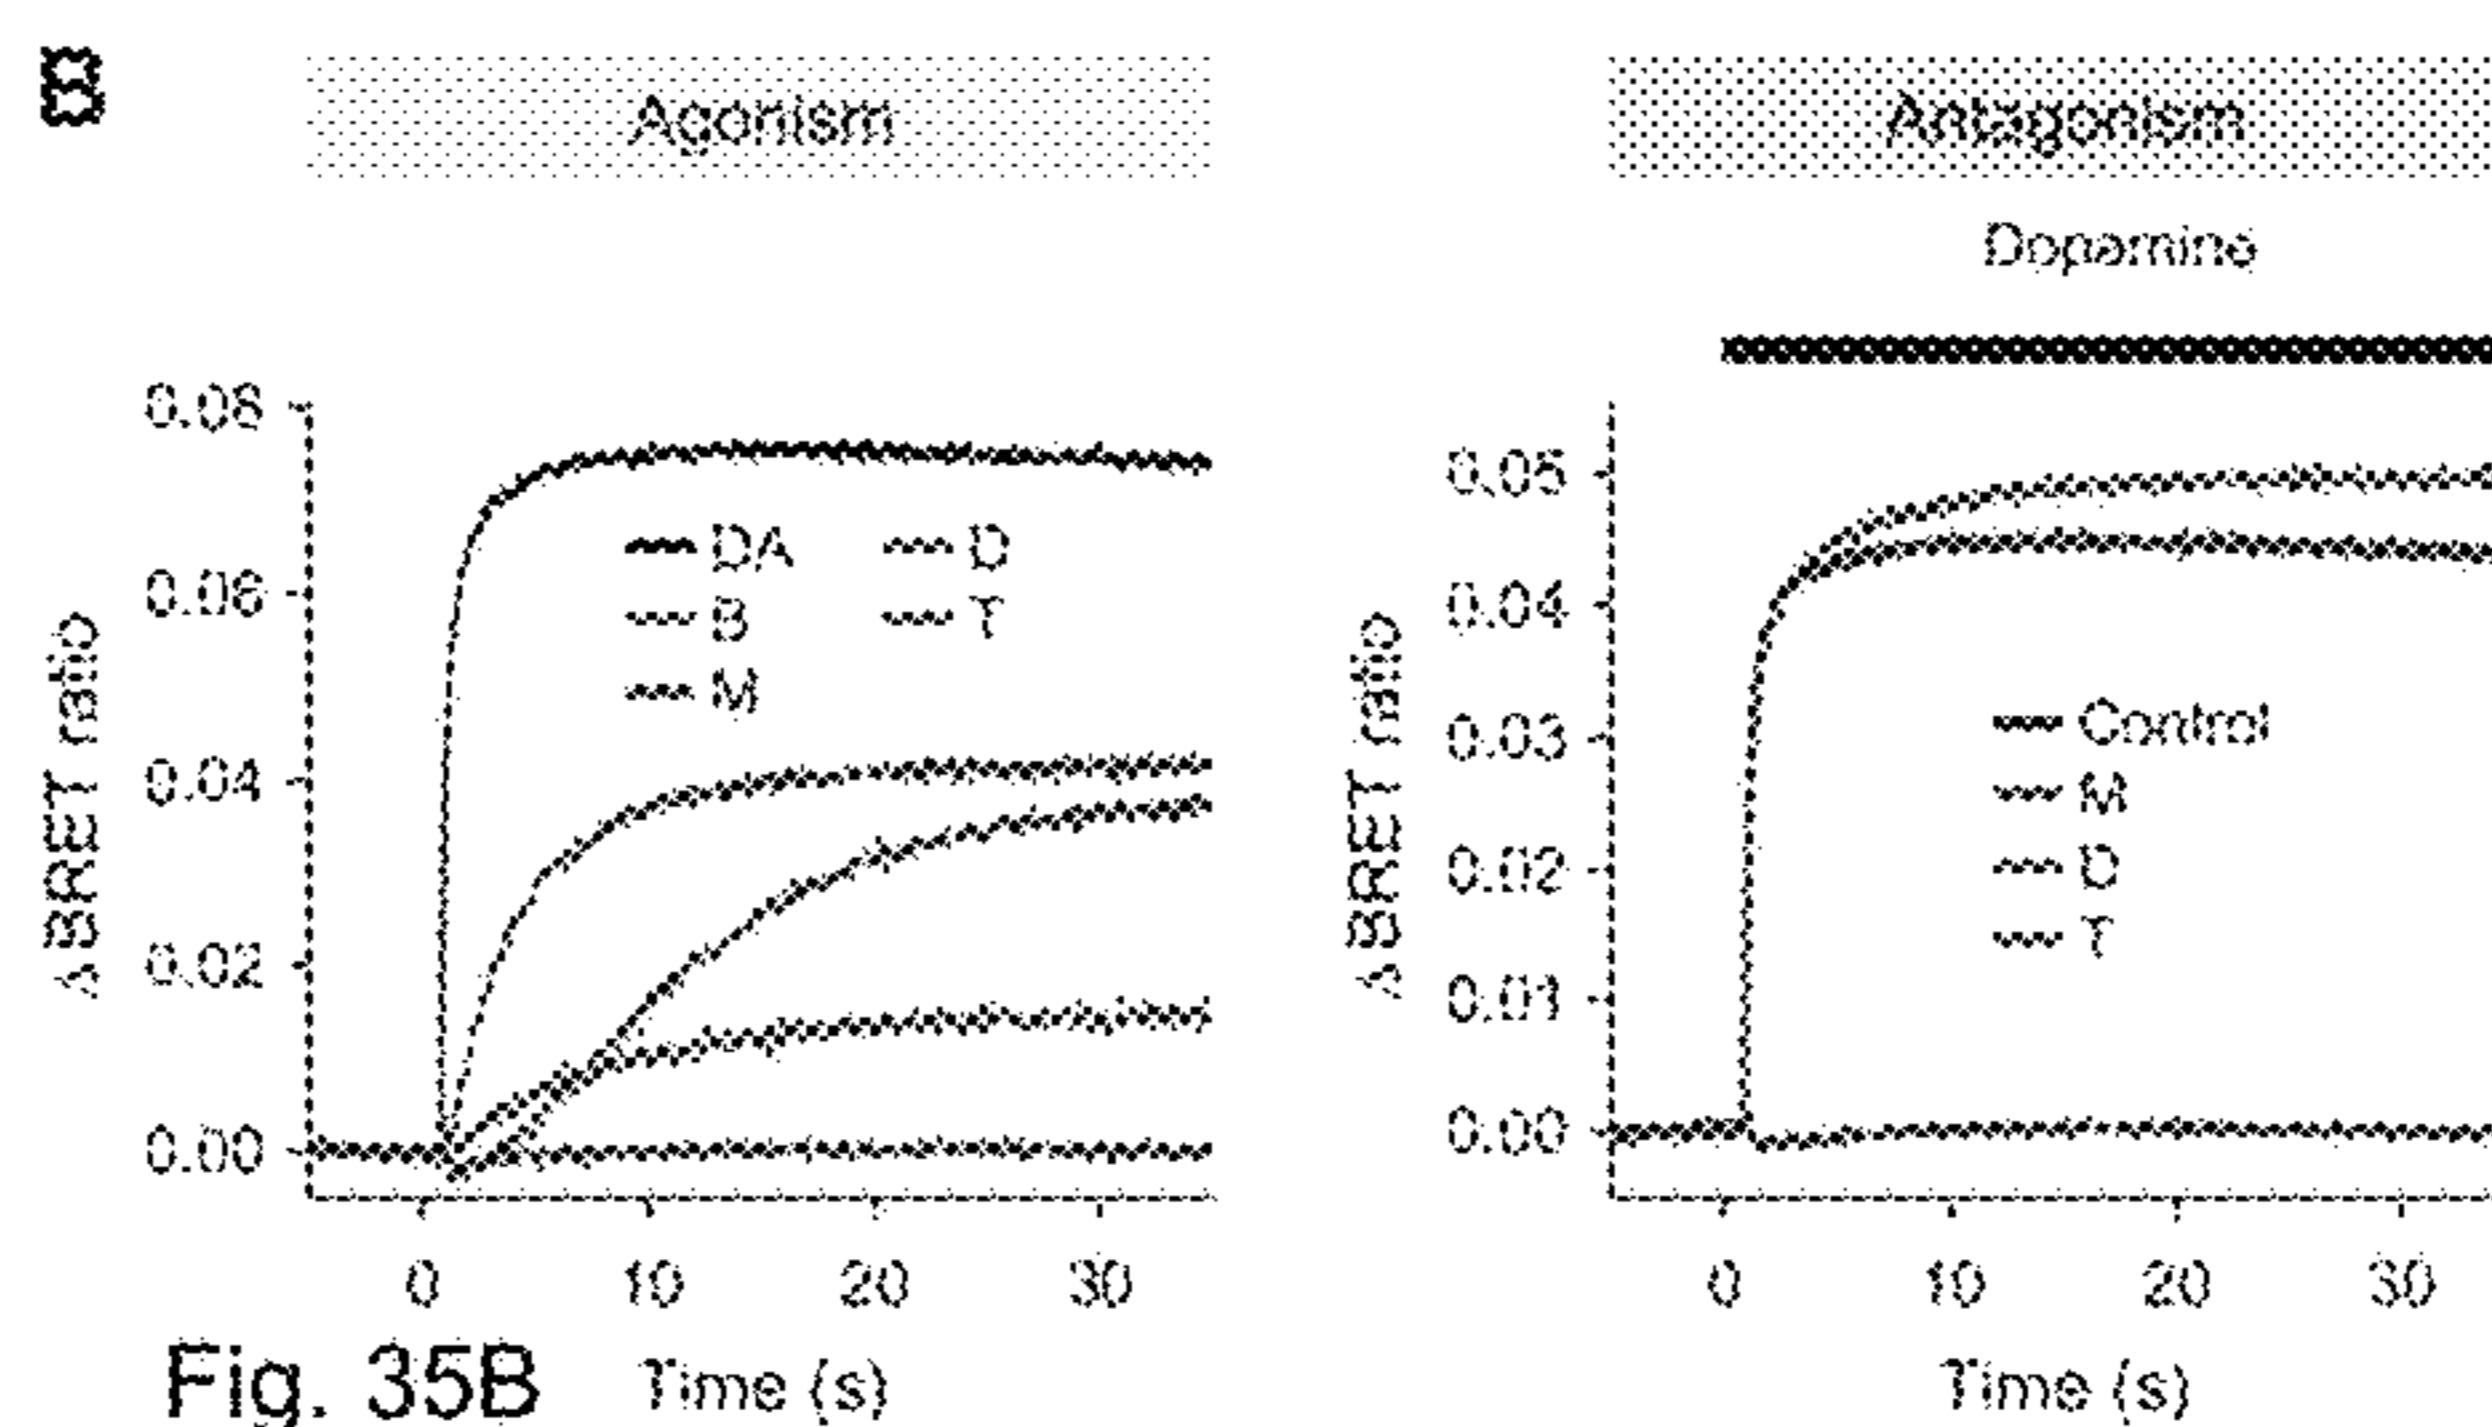 B
Agonism
Antagonism
Dopamine
0.08
0.06
0.04
0.02
0.00
ΔBRET ratio
DA
D
B
T
M
0 10 20 30
Time (s)
0.05
0.04
0.03
0.02
0.01
0.00
ΔBRET ratio
Control
M
D
T
0 10 20 30
Time (s)
Fig. 35B